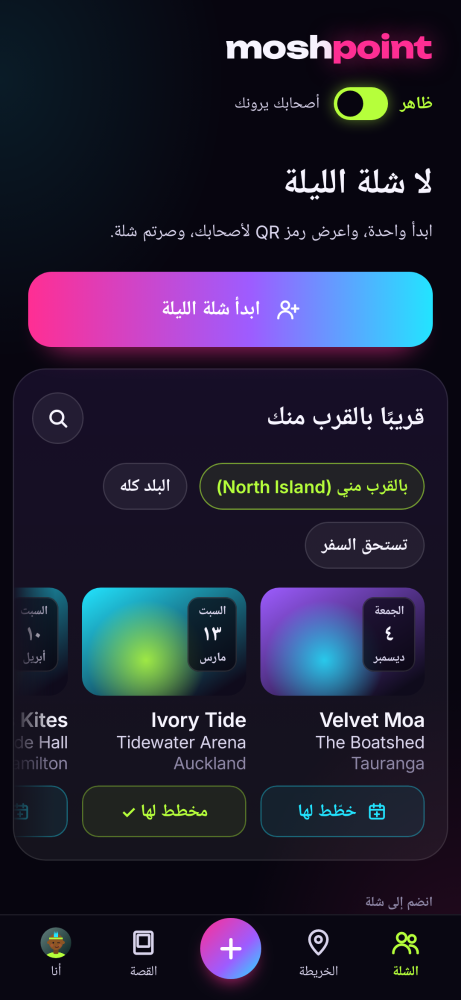 moshpoint
ظاهر
أصحابك يرونك
لا شلة الليلة
ابدأ واحدة، واعرض رمز QR لأصحابك، وصرتم شلة.
ابدأ شلة الليلة
قريبًا بالقرب منك
بالقرب مني (North Island)
البلد كله
تستحق السفر
الجمعة
٤
ديسمبر
Velvet Moa
The Boatshed
Tauranga
خطّط لها
السبت
١٣
مارس
Ivory Tide
Tidewater Arena
Auckland
مخطط لها
السبت
١٠
أبريل
Kites
Hall
انضم إلى شلة
الشلة
الخريطة
القصة
أنا